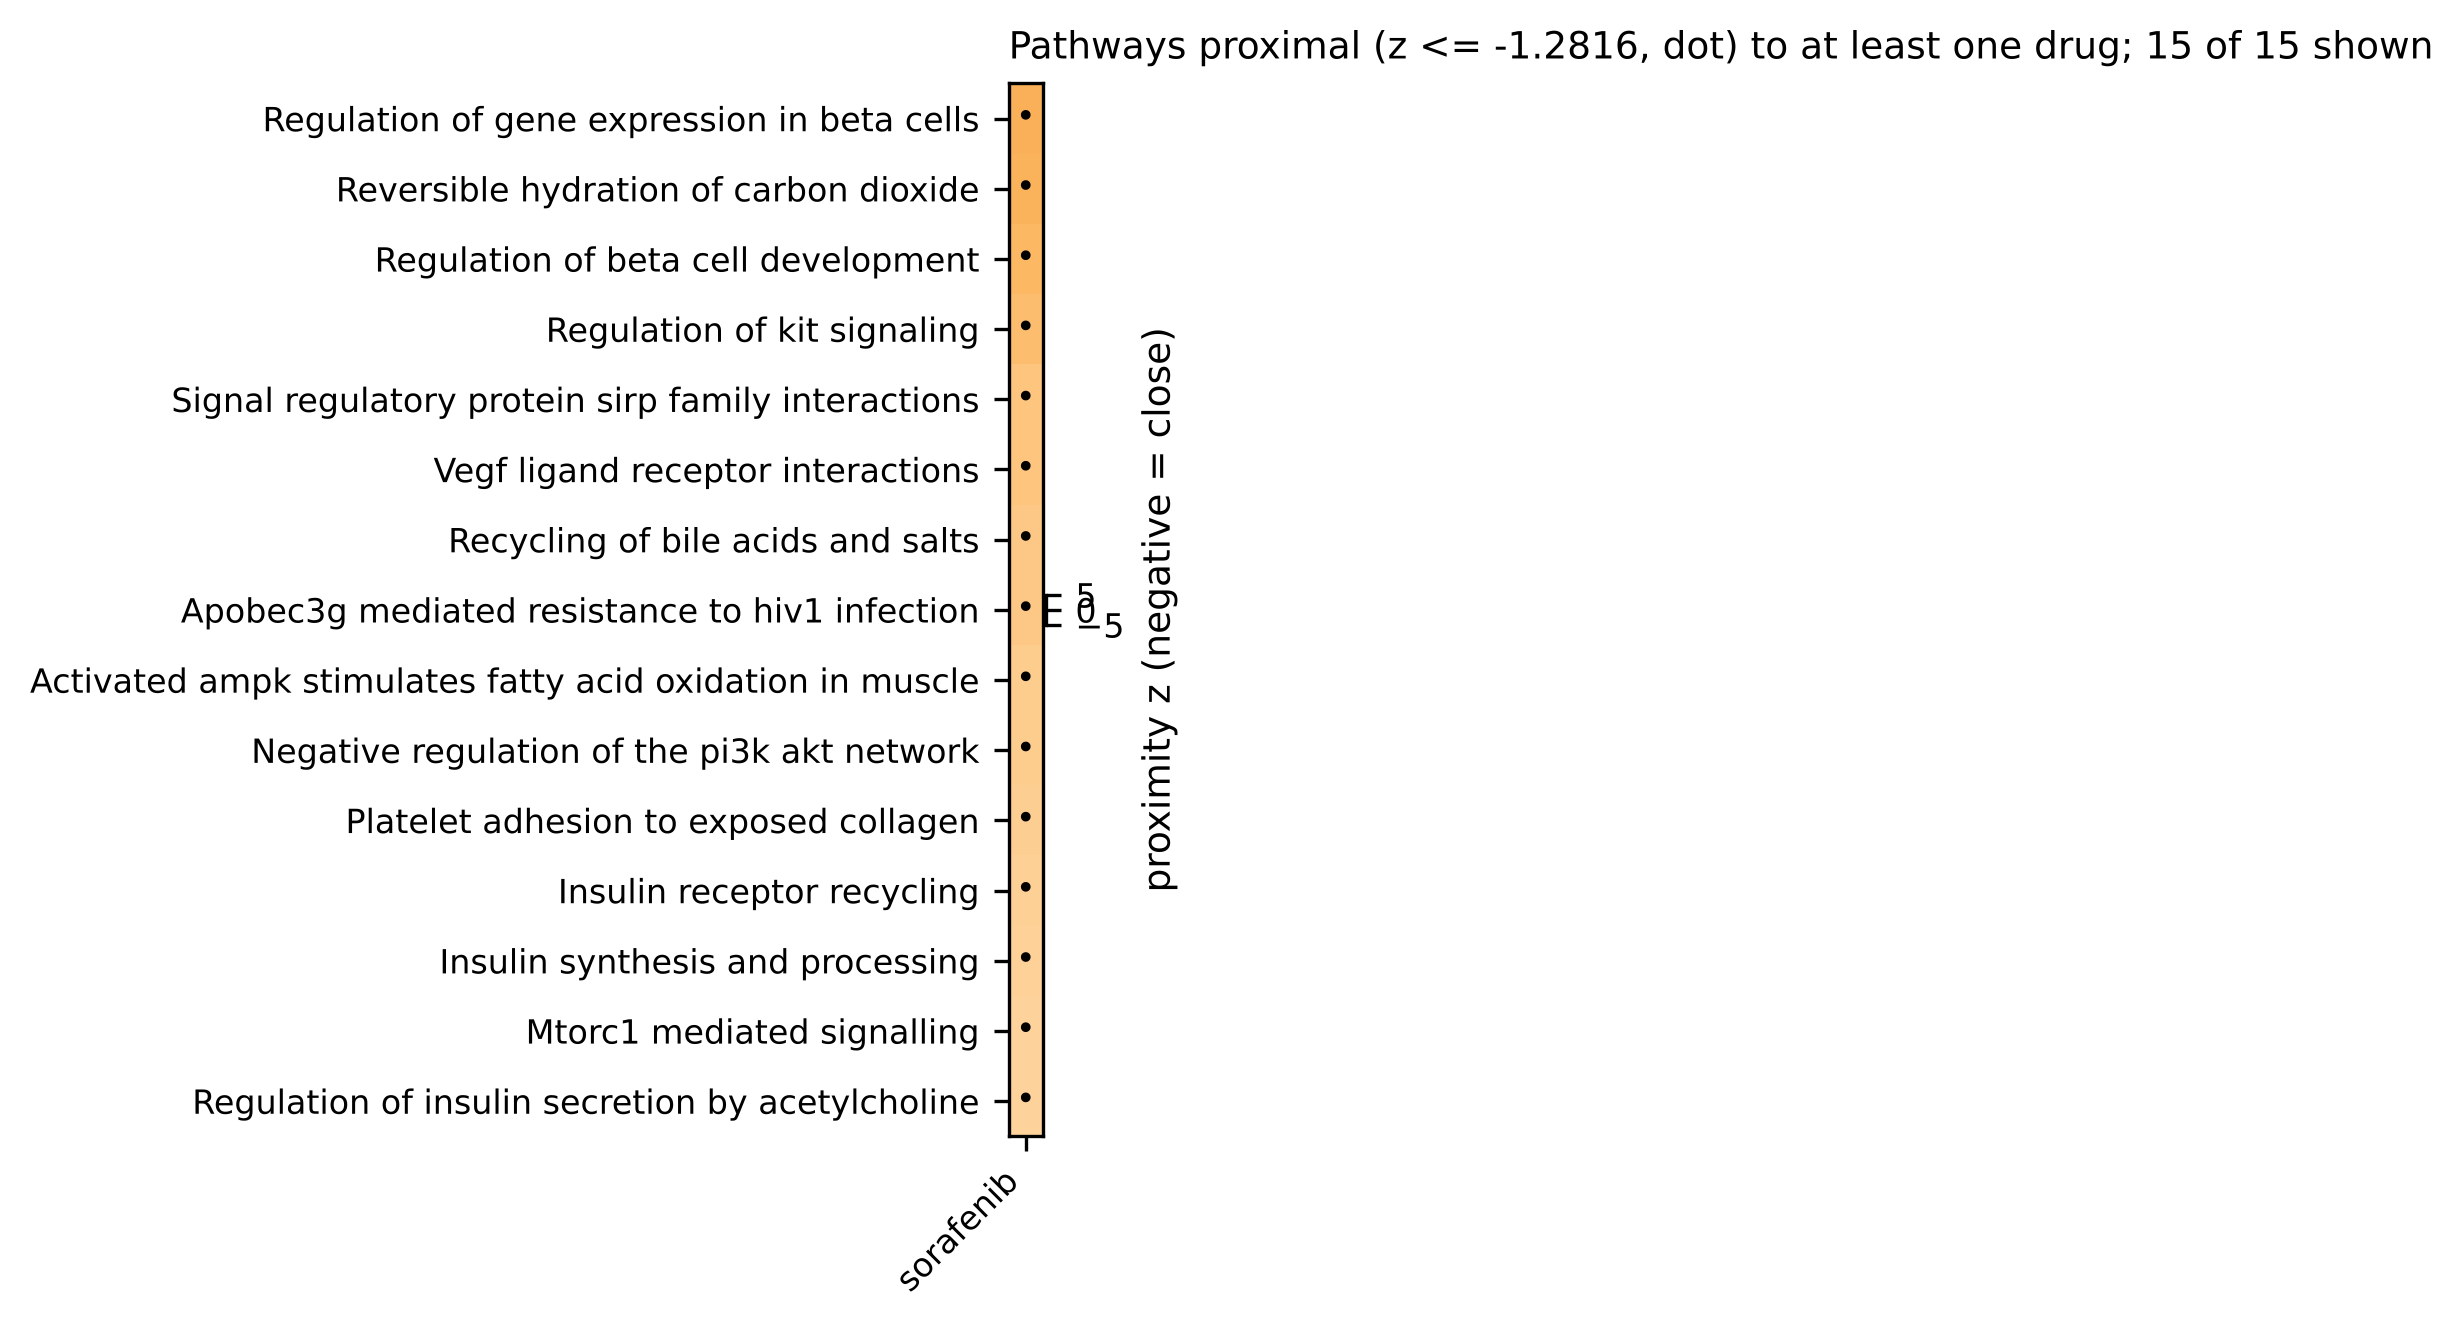 Pathways proximal (z <= -1.2816, dot) to at least one drug; 15 of 15 shown
Regulation of gene expression in beta cells
Reversible hydration of carbon dioxide
Regulation of beta cell development
Regulation of kit signaling
Signal regulatory protein sirp family interactions
Vegf ligand receptor interactions
Recycling of bile acids and salts
Apobec3g mediated resistance to hiv1 infection
Activated ampk stimulates fatty acid oxidation in muscle
Negative regulation of the pi3k akt network
Platelet adhesion to exposed collagen
Insulin receptor recycling
Insulin synthesis and processing
Mtorc1 mediated signalling
Regulation of insulin secretion by acetylcholine
sorafenib
5
0
−5
proximity z (negative = close)